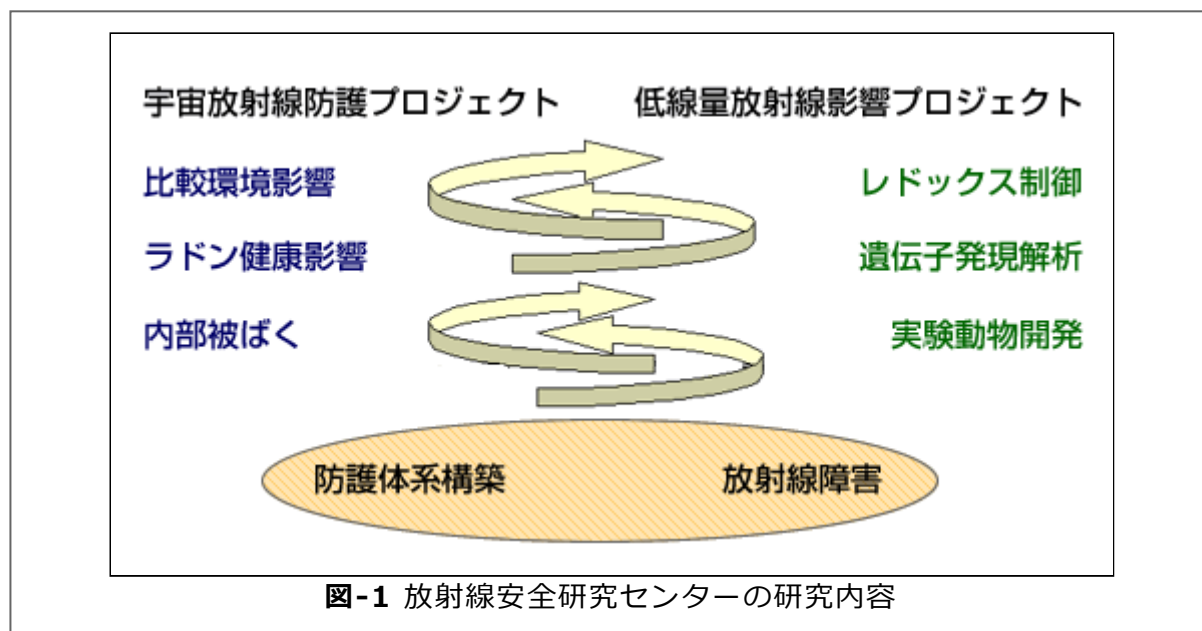 宇宙放射線防護プロジェクト 低線量放射線影響プロジェクト
比較環境影響 レドックス制御
ラドン健康影響 遺伝子発現解析
内部被ばく 実験動物開発
防護体系構築 放射線障害
図-1 放射線安全研究センターの研究内容